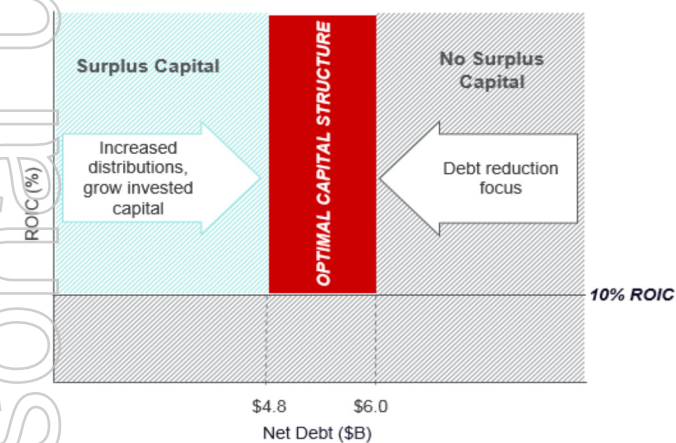 Surplus Capital
No Surplus
Capital
OPTIMAL CAPITAL STRUCTURE
Increased
distributions,
grow invested
capital
Debt reduction
focus
ROIC (%)
10% ROIC
$4.8
$6.0
Net Debt ($B)